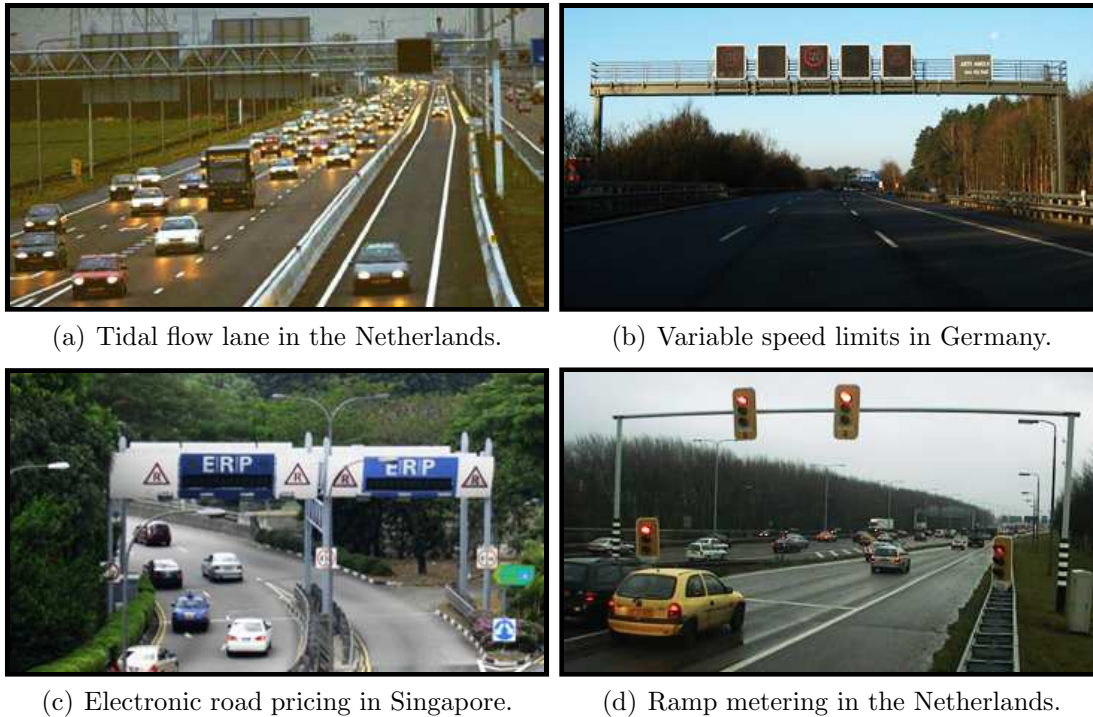 (a) Tidal flow lane in the Netherlands.
(b) Variable speed limits in Germany.
ERP
ERP
R
R
R
R
(c) Electronic road pricing in Singapore.
(d) Ramp metering in the Netherlands.